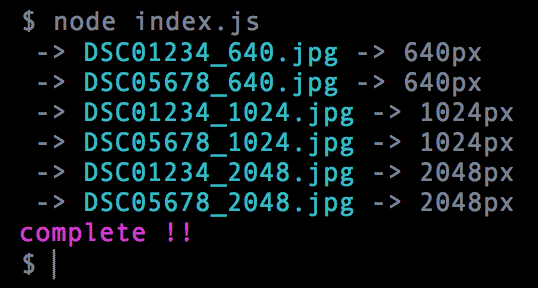 $ node index.js
-> DSC01234_640.jpg -> 640px
-> DSC05678_640.jpg -> 640px
-> DSC01234_1024.jpg -> 1024px
-> DSC05678_1024.jpg -> 1024px
-> DSC01234_2048.jpg -> 2048px
-> DSC05678_2048.jpg -> 2048px
complete !!
$